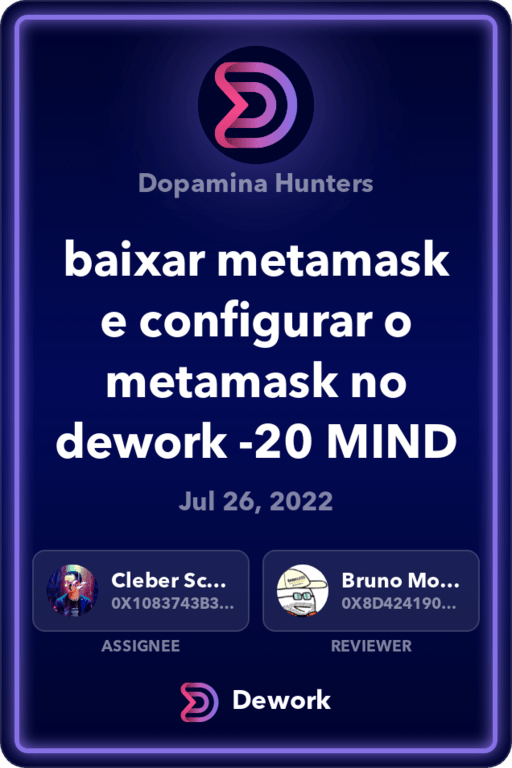 Dopamina Hunters
baixar metamask
e configurar o
metamask no
dework -20 MIND
Jul 26, 2022
Cleber Sc...
0X1083743B3...
Bruno Mo...
0X8D424190...
ASSIGNEE
REVIEWER
Dework